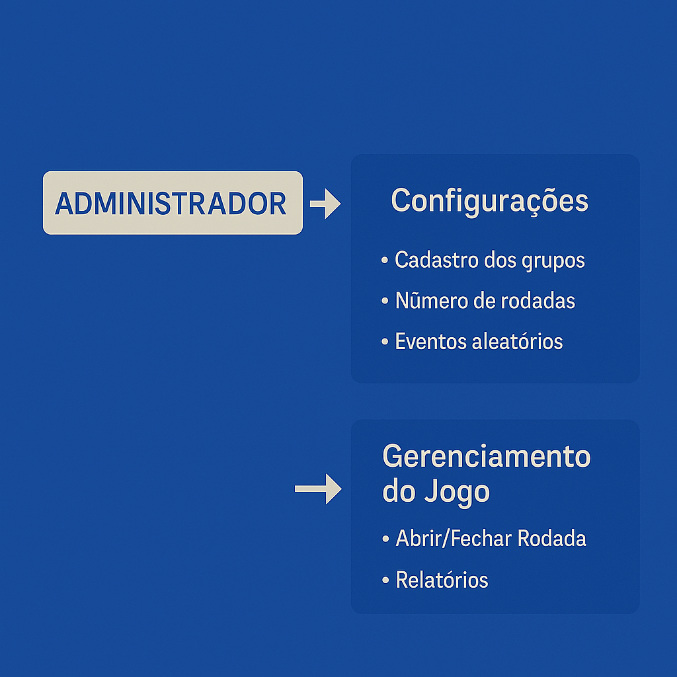 ADMINISTRADOR
Configurações
• Cadastro dos grupos
• Nũmero de rodadas
• Eventos aleatórios
Gerenciamento
do Jogo
• Abrir/Fechar Rodada
• Relatórios